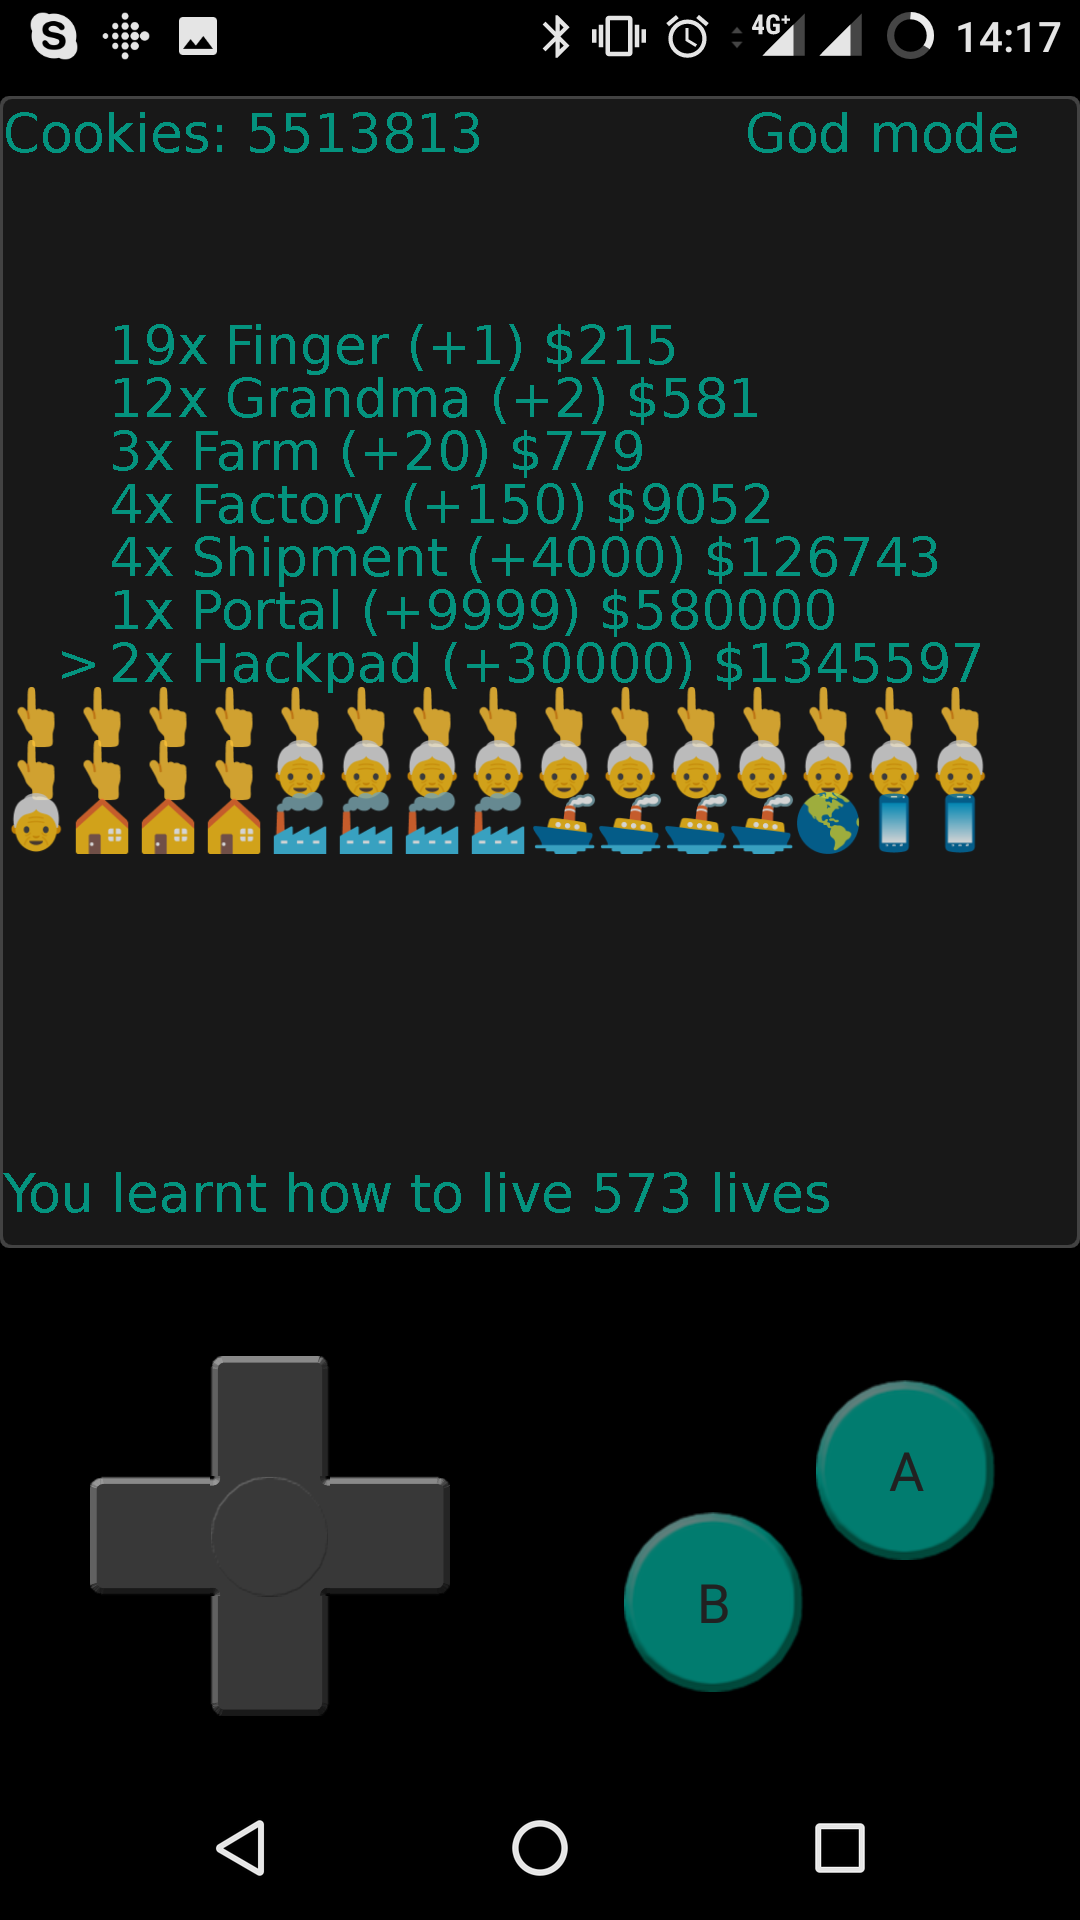 4G+ 14:17
Cookies: 5513813 God mode
19x Finger (+1) $215
12x Grandma (+2) $581
3x Farm (+20) $779
4x Factory (+150) $9052
4x Shipment (+4000) $126743
1x Portal (+9999) $580000
>2x Hackpad (+30000) $1345597
You learnt how to live 573 lives
A
B